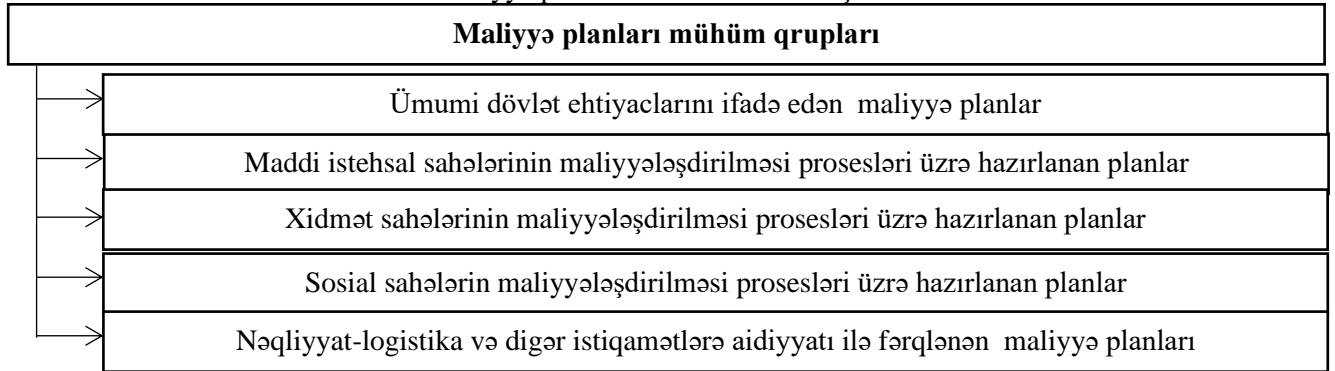 Maliyyə planları mühüm qrupları
Ümumi dövlət ehtiyaclarını ifadə edən maliyyə planlar
Maddi istehsal sahələrinin maliyyələşdirilməsi prosesləri üzrə hazırlanan planlar
Xidmət sahələrinin maliyyələşdirilməsi prosesləri üzrə hazırlanan planlar
Sosial sahələrin maliyyələşdirilməsi prosesləri üzrə hazırlanan planlar
Nəqliyyat-logistika və digər istiqamətlərə aidiyyatı ilə fərqlənən maliyyə planları